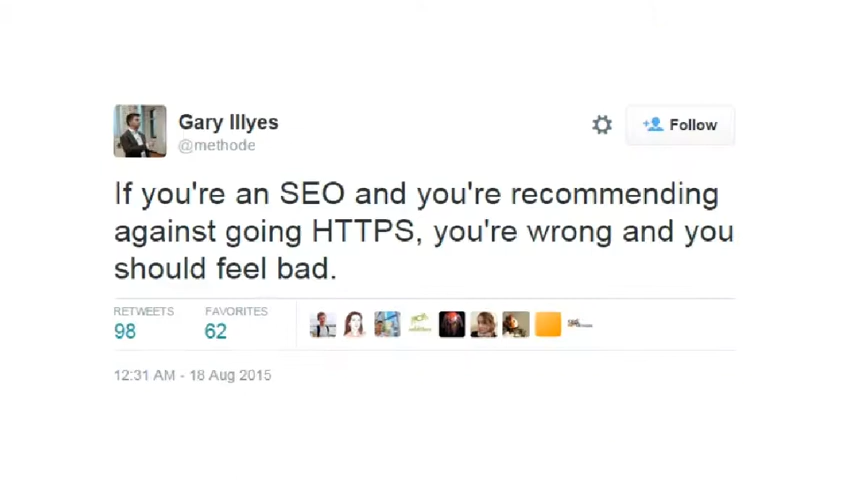 Gary Illyes
@methode
Follow
If you're an SEO and you're recommending
against going HTTPS, you're wrong and you
should feel bad.
RETWEETS FAVORITES
98 62
12:31 AM - 18 Aug 2015